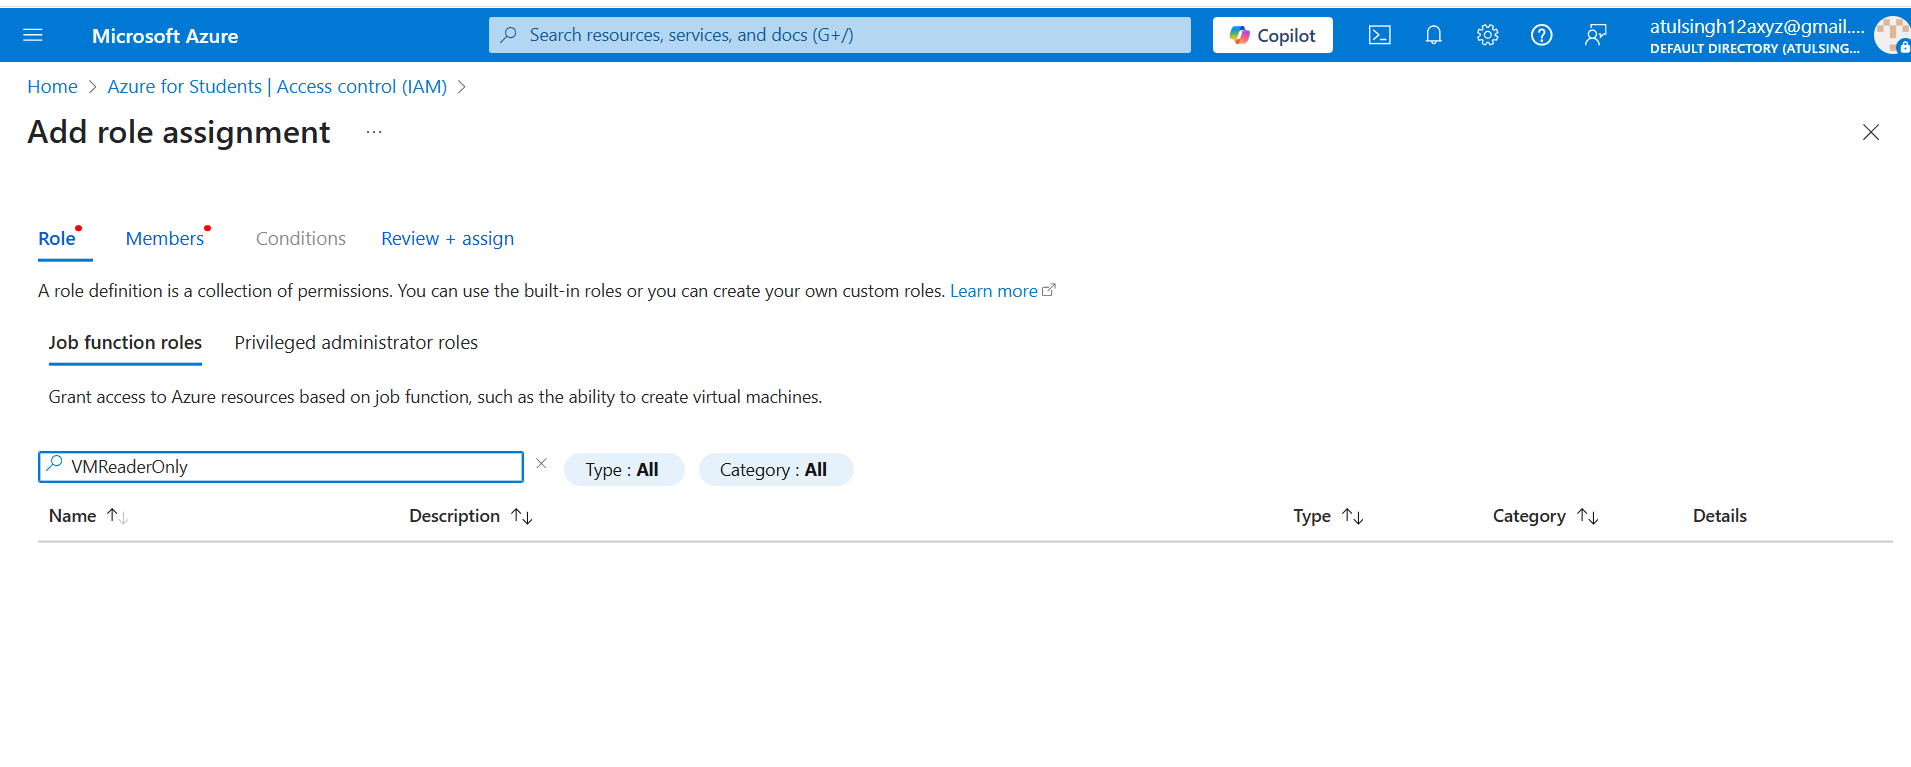 Microsoft Azure
Search resources, services, and docs (G+/)
Copilot
atulsingh12axyz@gmail....
DEFAULT DIRECTORY (ATULSING...
Home > Azure for Students | Access control (IAM) >
Add role assignment ...
Role Members Conditions Review + assign
A role definition is a collection of permissions. You can use the built-in roles or you can create your own custom roles. Learn more
Job function roles Privileged administrator roles
Grant access to Azure resources based on job function, such as the ability to create virtual machines.
VMReaderOnly
Type : All
Category : All
Name ↑↓ Description ↑↓ Type ↑↓ Category ↑↓ Details